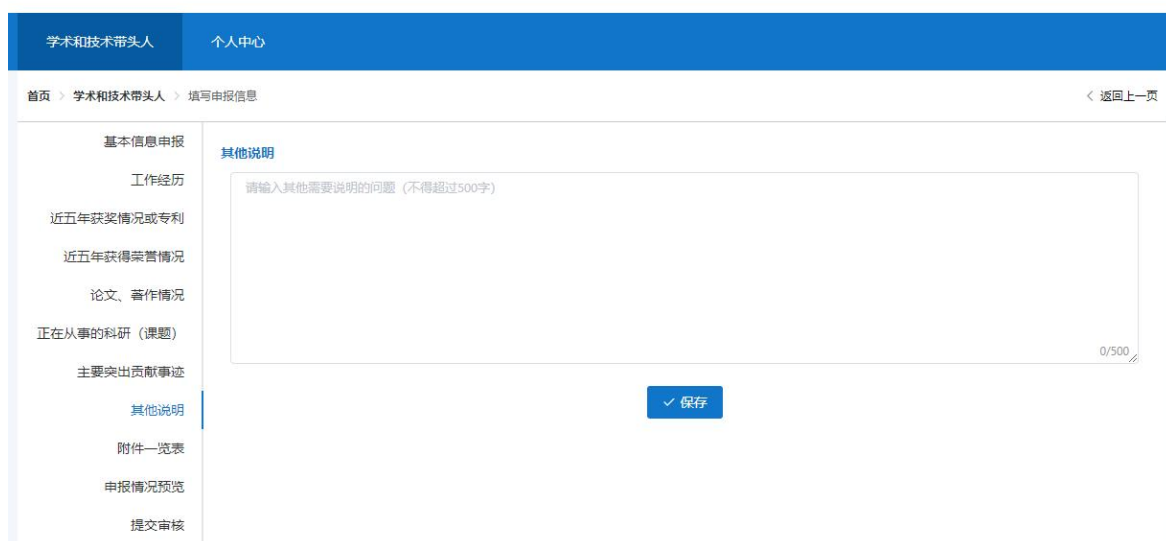 学术和技术带头人 个人中心
首页 > 学术和技术带头人 > 填写申报信息 < 返回上一页
基本信息申报
工作经历
近五年获奖情况或专利
近五年获得荣誉情况
论文、著作情况
正在从事的科研（课题）
主要突出贡献事迹
其他说明
附件一览表
申报情况预览
提交审核
其他说明
请输入其他需要说明的问题（不得超过500字）
0/500
保存